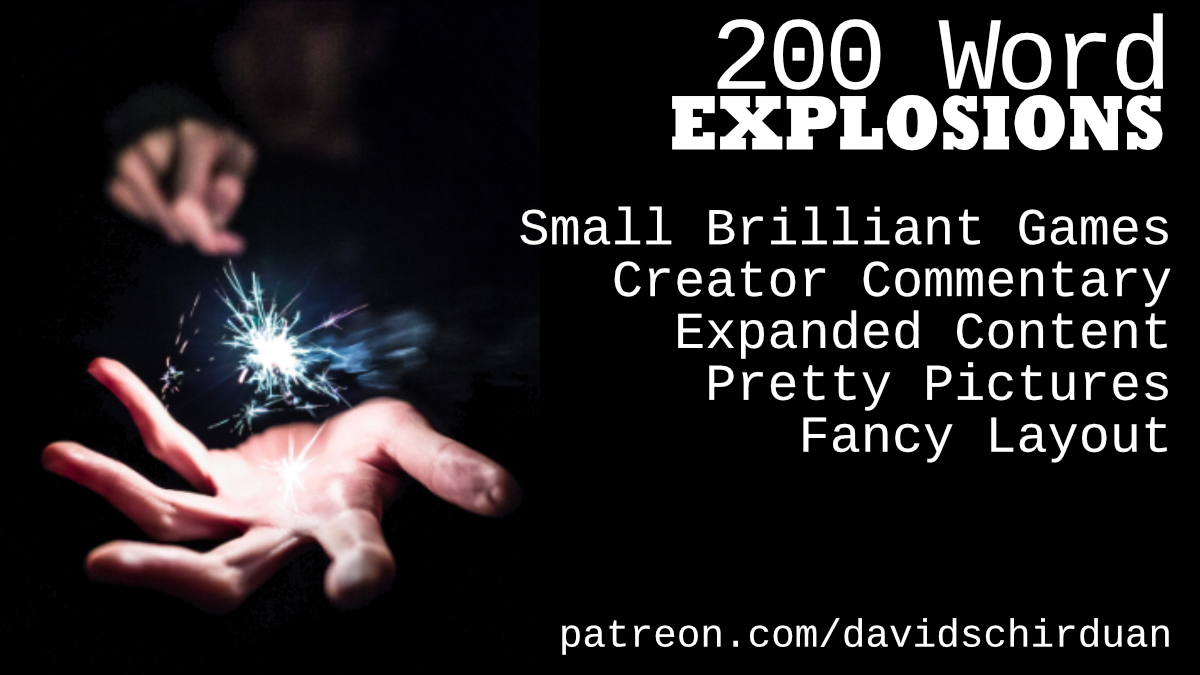 200 Word
EXPLOSIONS
Small Brilliant Games
Creator Commentary
Expanded Content
Pretty Pictures
Fancy Layout
patreon.com/davidschirduan